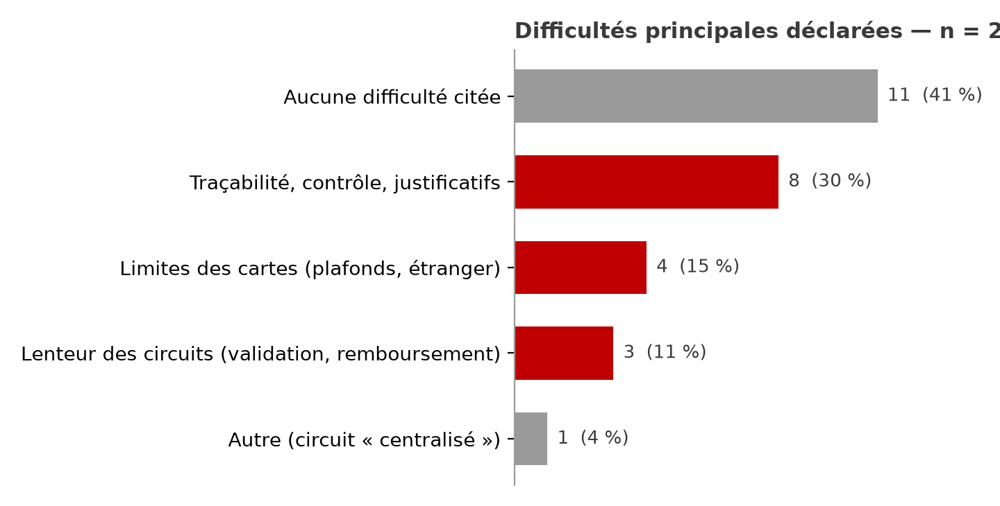 Difficultés principales déclarées — n = 2
Aucune difficulté citée 11 (41 %)
Traçabilité, contrôle, justificatifs 8 (30 %)
Limites des cartes (plafonds, étranger) 4 (15 %)
Lenteur des circuits (validation, remboursement) 3 (11 %)
Autre (circuit « centralisé ») 1 (4 %)